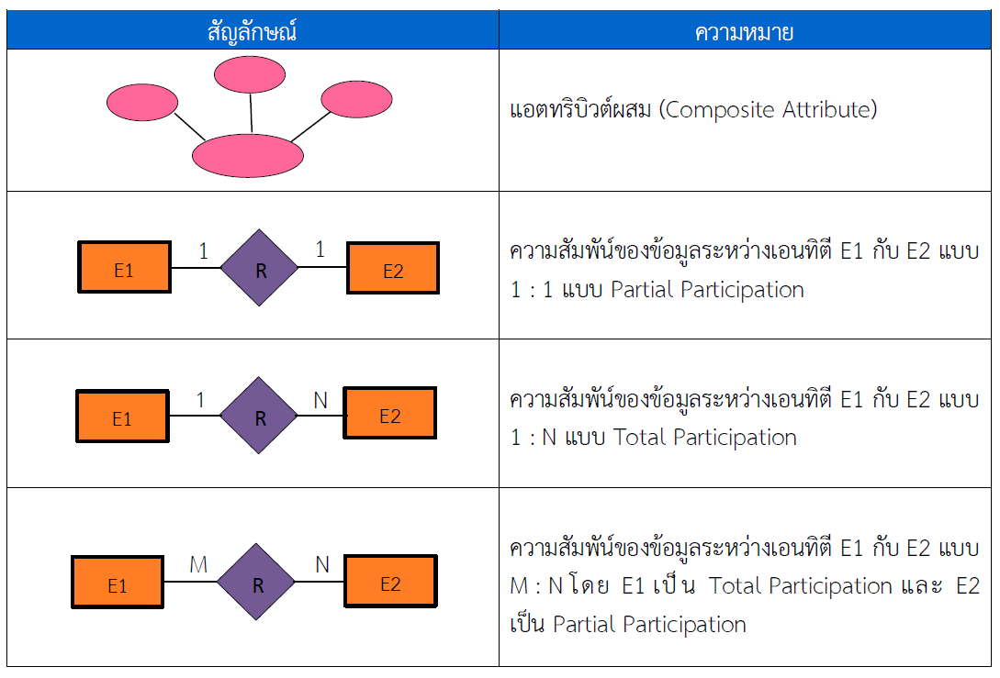 สัญลักษณ์
ความหมาย
แอตทริบิวต์ผสม (Composite Attribute)
E1 1 R 1 E2
ความสัมพัน์ของข้อมูลระหว่างเอนทิตี E1 กับ E2 แบบ
1 : 1 แบบ Partial Participation
E1 1 R N E2
ความสัมพัน์ของข้อมูลระหว่างเอนทิตี E1 กับ E2 แบบ
1 : N แบบ Total Participation
E1 M R N E2
ความสัมพัน์ของข้อมูลระหว่างเอนทิตี E1 กับ E2 แบบ
M : N โดย E1 เป็น Total Participation และ E2
เป็น Partial Participation